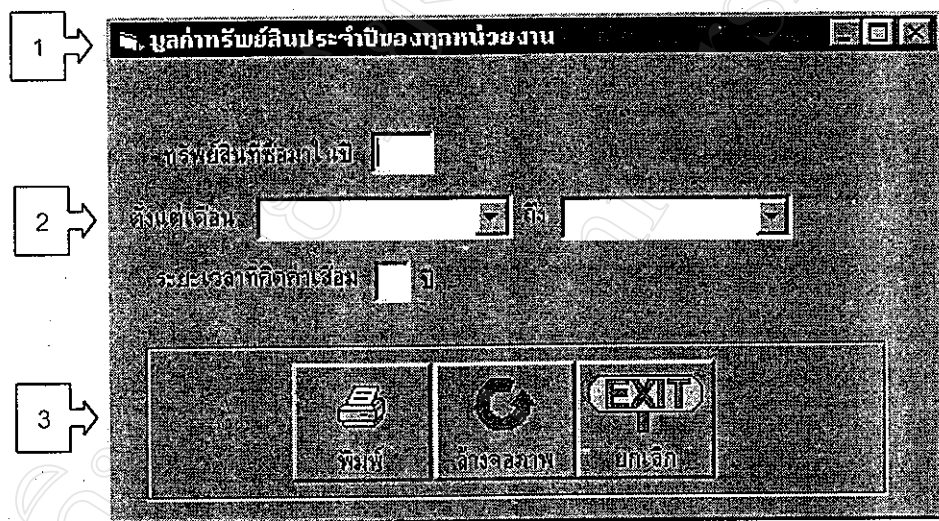 1
มูลค่าทรัพย์สินประจำปีของทุกหน่วยงาน
ทรัพย์สินที่ซื้อมาในปี
2
ตั้งแต่เดือน ถึง
ระยะเวลาที่คิดค่าเสื่อม ปี
3
EXIT
พิมพ์ ล้างจอภาพ ยกเลิก